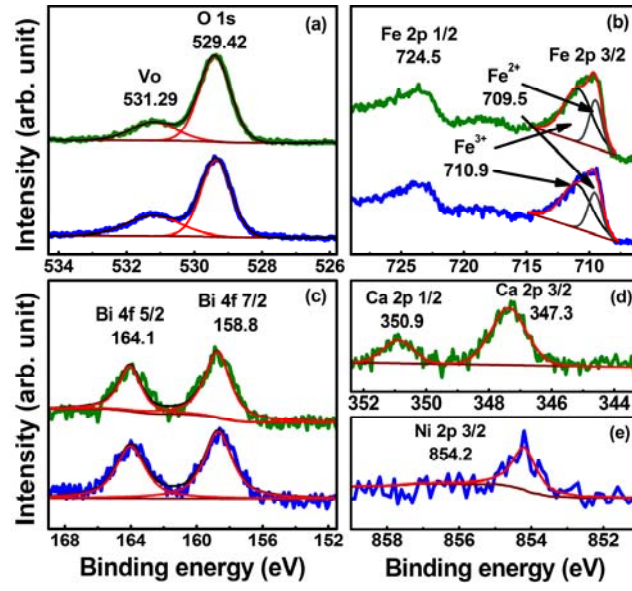 O 1s
529.42
(a)
Vo
531.29
Intensity (arb. unit)
534 532 530 528 526
Fe 2p 1/2
724.5
(b)
Fe 2p 3/2
Fe2+
709.5
Fe3+
710.9
725 720 715 710
(c)
Bi 4f 5/2
164.1
Bi 4f 7/2
158.8
Intensity (arb. unit)
168 164 160 156 152
Binding energy (eV)
Ca 2p 1/2
350.9
Ca 2p 3/2
347.3
(d)
352 350 348 346 344
Ni 2p 3/2
854.2
(e)
858 856 854 852
Binding energy (eV)